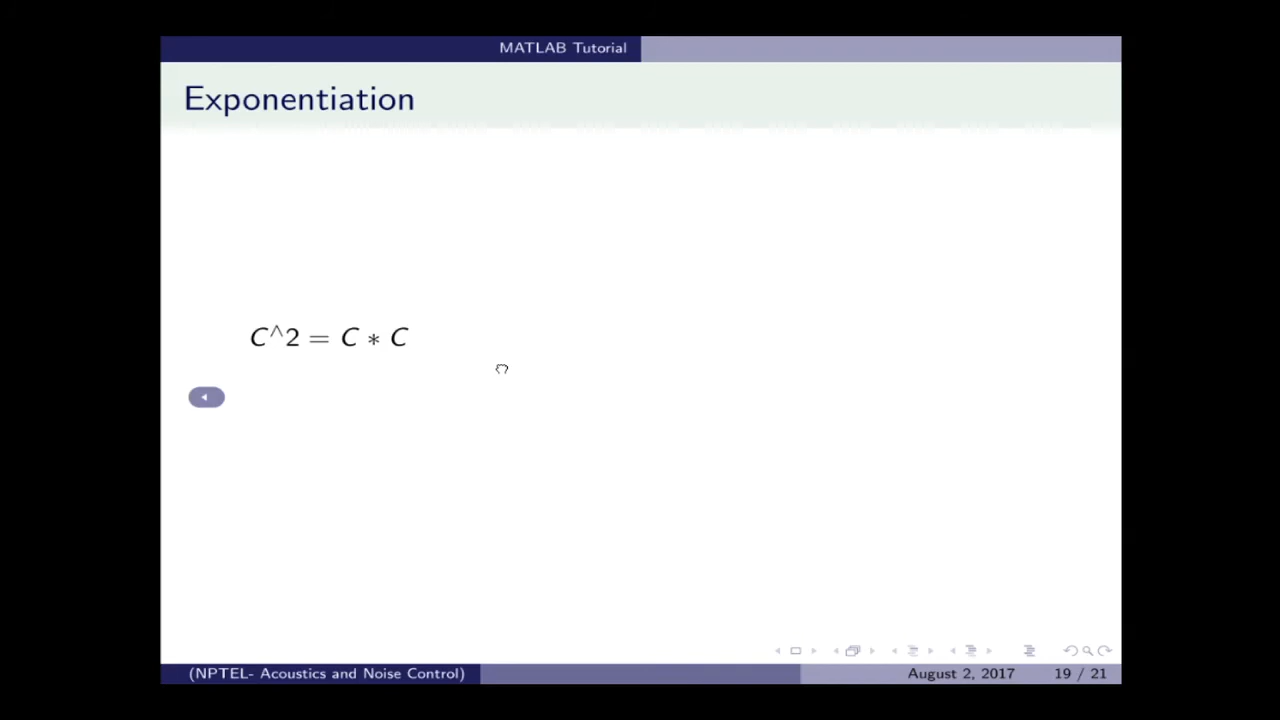 MATLAB Tutorial
Exponentiation
C^2 = C ∗ C
(NPTEL- Acoustics and Noise Control)
August 2, 2017
19 / 21